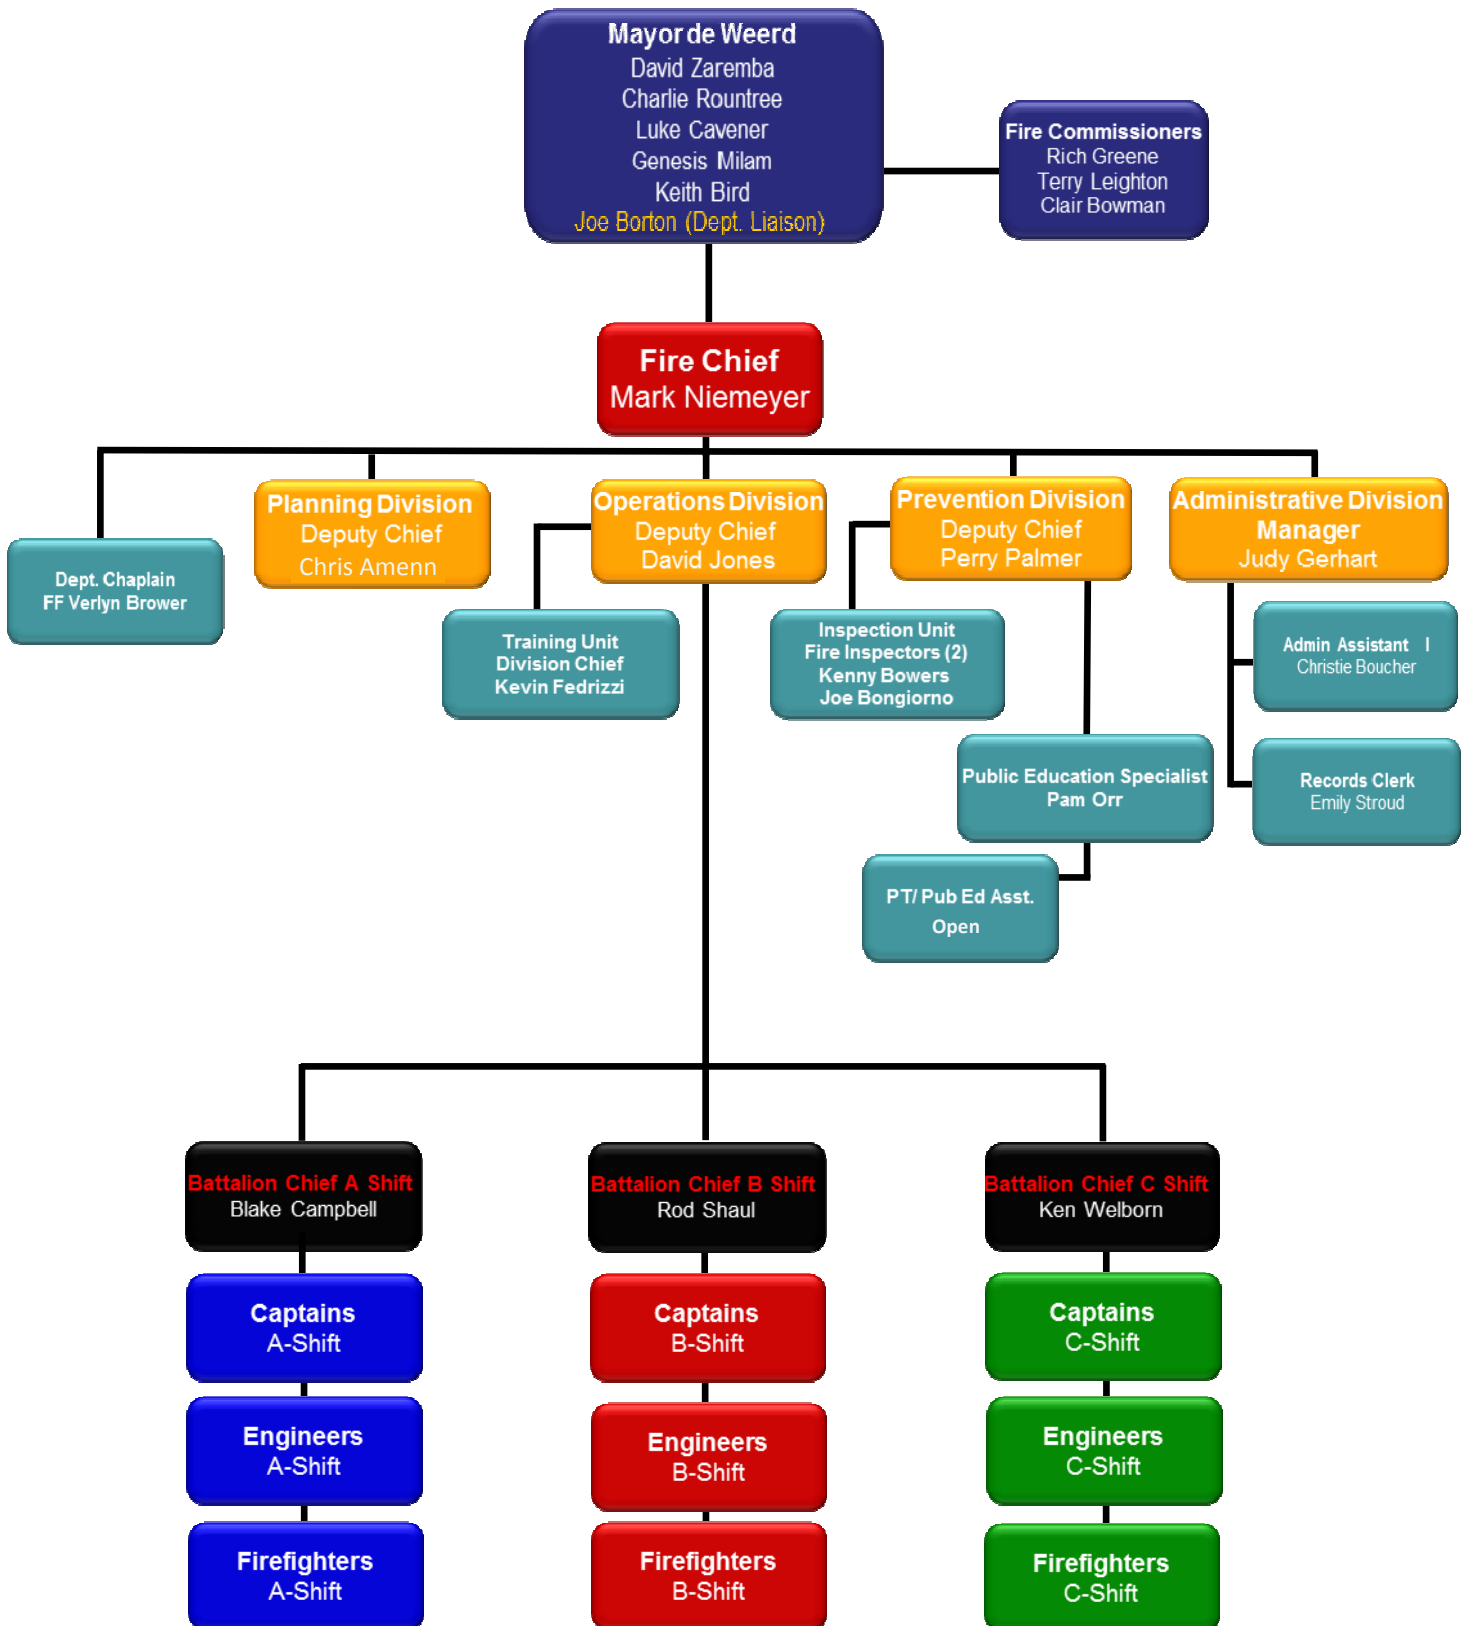 Mayor de Weerd
David Zaremba
Charlie Rountree
Luke Cavener
Genesis Milam
Keith Bird
Joe Borton (Dept. Liaison)
Fire Commissioners
Rich Greene
Terry Leighton
Clair Bowman
Fire Chief
Mark Niemeyer
Dept. Chaplain
FF Verlyn Brower
Planning Division
Deputy Chief
Chris Amenn
Operations Division
Deputy Chief
David Jones
Prevention Division
Deputy Chief
Perry Palmer
Administrative Division
Manager
Judy Gerhart
Training Unit
Division Chief
Kevin Fedrizzi
Inspection Unit
Fire Inspectors (2)
Kenny Bowers
Joe Bongiorno
Admin Assistant I
Christie Boucher
Public Education Specialist
Pam Orr
Records Clerk
Emily Stroud
PT/ Pub Ed Asst.
Open
Battalion Chief A Shift
Blake Campbell
Battalion Chief B Shift
Rod Shaul
Battalion Chief C Shift
Ken Welborn
Captains
A-Shift
Captains
B-Shift
Captains
C-Shift
Engineers
A-Shift
Engineers
B-Shift
Engineers
C-Shift
Firefighters
A-Shift
Firefighters
B-Shift
Firefighters
C-Shift